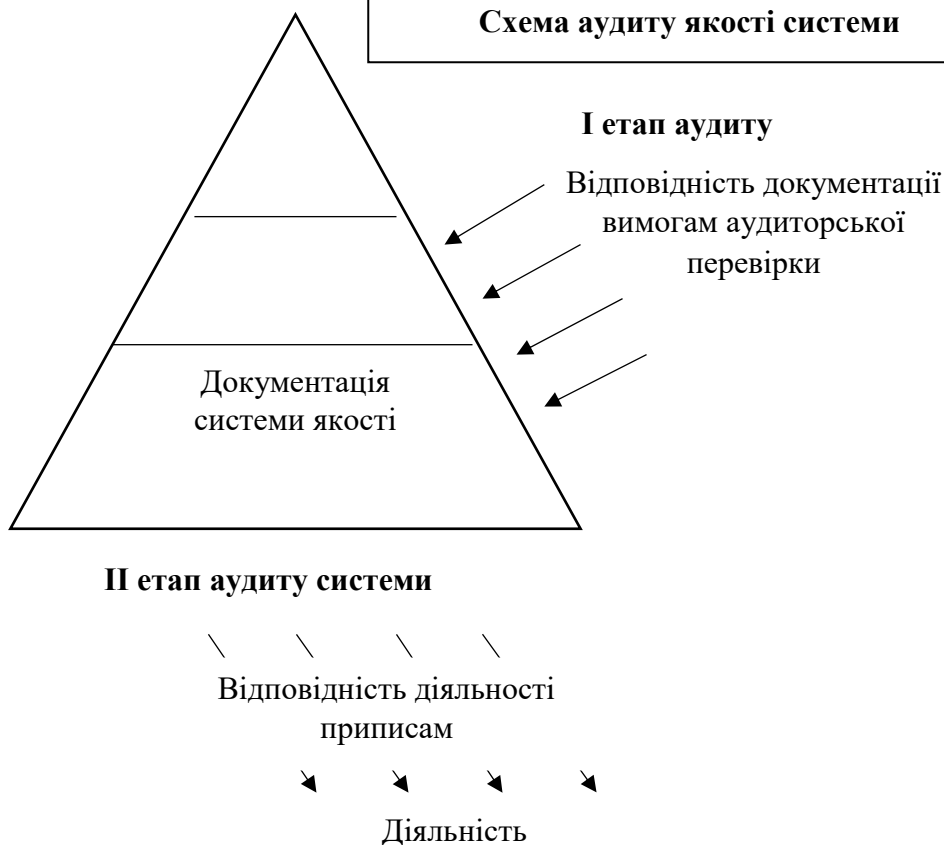 Схема аудиту якості системи
І етап аудиту
Відповідність документації
вимогам аудиторської
перевірки
Документація
системи якості
ІІ етап аудиту системи
Відповідність діяльності
приписам
Діяльність